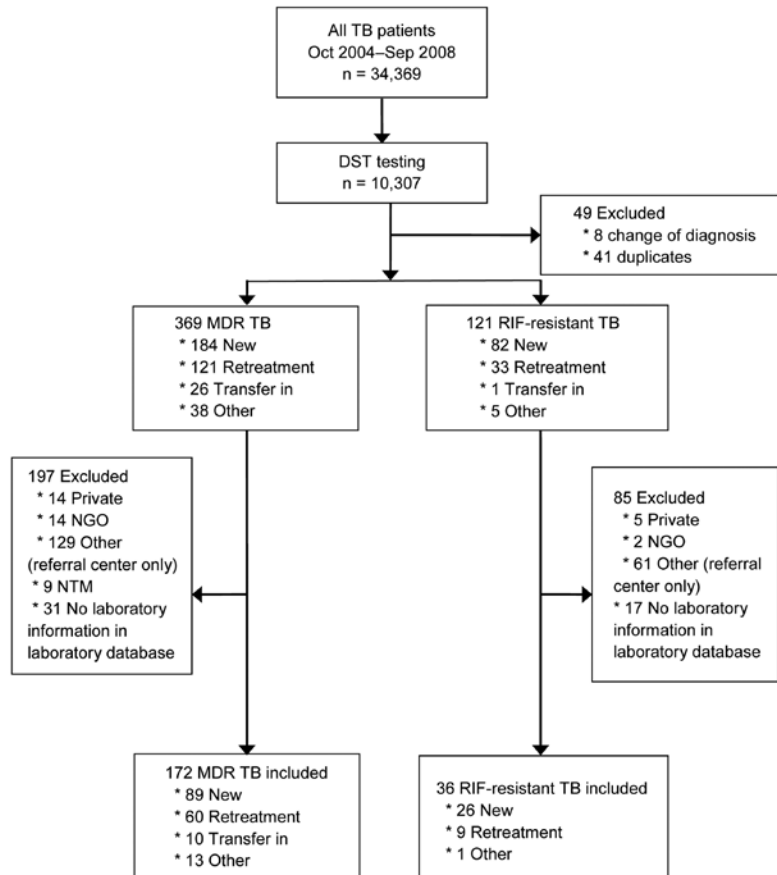 All TB patients
Oct 2004–Sep 2008
n = 34,369
DST testing
n = 10,307
49 Excluded
* 8 change of diagnosis
* 41 duplicates
369 MDR TB
* 184 New
* 121 Retreatment
* 26 Transfer in
* 38 Other
121 RIF-resistant TB
* 82 New
* 33 Retreatment
* 1 Transfer in
* 5 Other
197 Excluded
* 14 Private
* 14 NGO
* 129 Other
(referral center only)
* 9 NTM
* 31 No laboratory
information in
laboratory database
85 Excluded
* 5 Private
* 2 NGO
* 61 Other (referral
center only)
* 17 No laboratory
information in
laboratory database
172 MDR TB included
* 89 New
* 60 Retreatment
* 10 Transfer in
* 13 Other
36 RIF-resistant TB included
* 26 New
* 9 Retreatment
* 1 Other